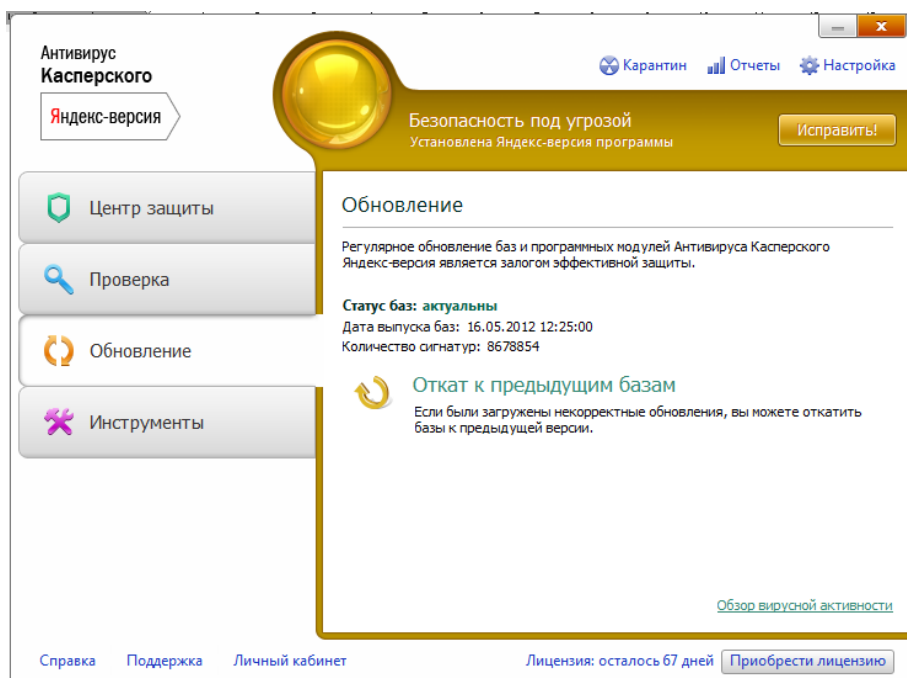 Антивирус
Касперского
Яндекс-версия
Карантин
Отчеты
Настройка
Безопасность под угрозой
Установлена Яндекс-версия программы
Исправить!
Центр защиты
Проверка
Обновление
Инструменты
Обновление
Регулярное обновление баз и программных модулей Антивируса Касперского
Яндекс-версия является залогом эффективной защиты.
Статус баз: актуальны
Дата выпуска баз: 16.05.2012 12:25:00
Количество сигнатур: 8678854
Откат к предыдущим базам
Если были загружены некорректные обновления, вы можете откатить
базы к предыдущей версии.
Обзор вирусной активности
Справка
Поддержка
Личный кабинет
Лицензия: осталось 67 дней
Приобрести лицензию